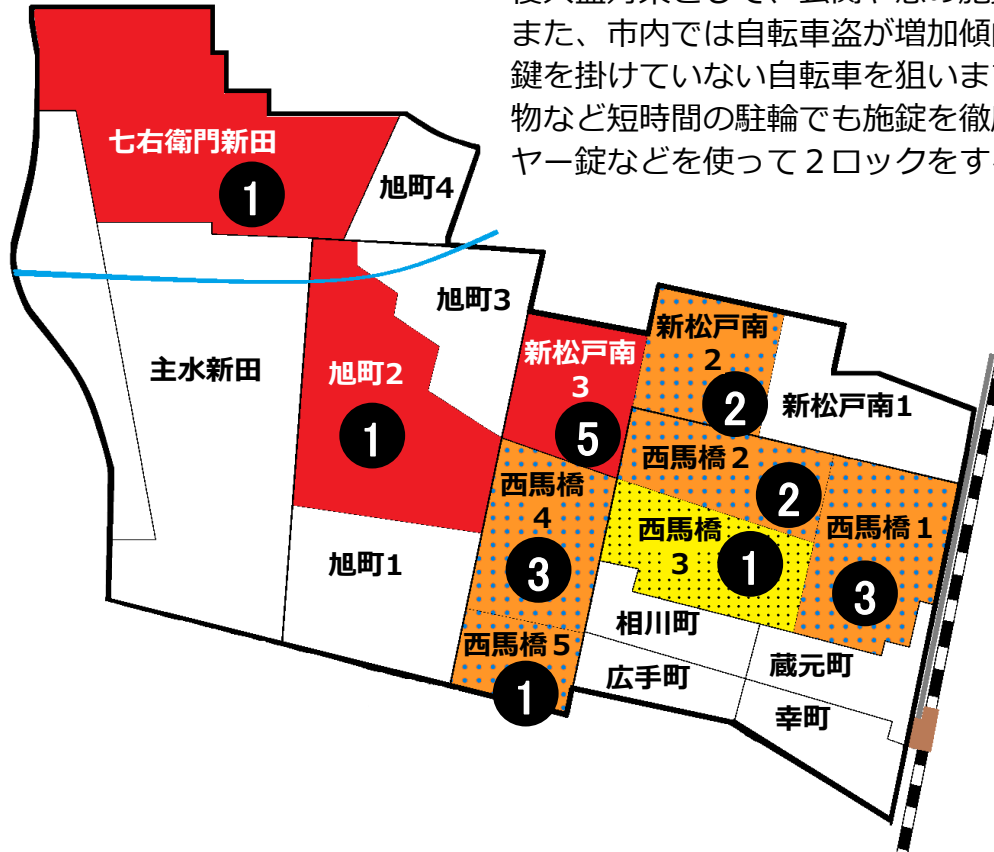 また、市内では自転車盗が増加傾
鍵を掛けていない自転車を狙いま
物など短時間の駐輪でも施錠を徹
ヤー錠などを使って２ロックをす
七右衛門新田
1
旭町4
旭町3
主水新田
旭町2
1
旭町1
新松戸南
3
5
新松戸南
2
2
新松戸南1
西馬橋２
2
西馬橋
4
3
西馬橋
3
1
西馬橋１
3
西馬橋５
1
相川町
広手町
蔵元町
幸町